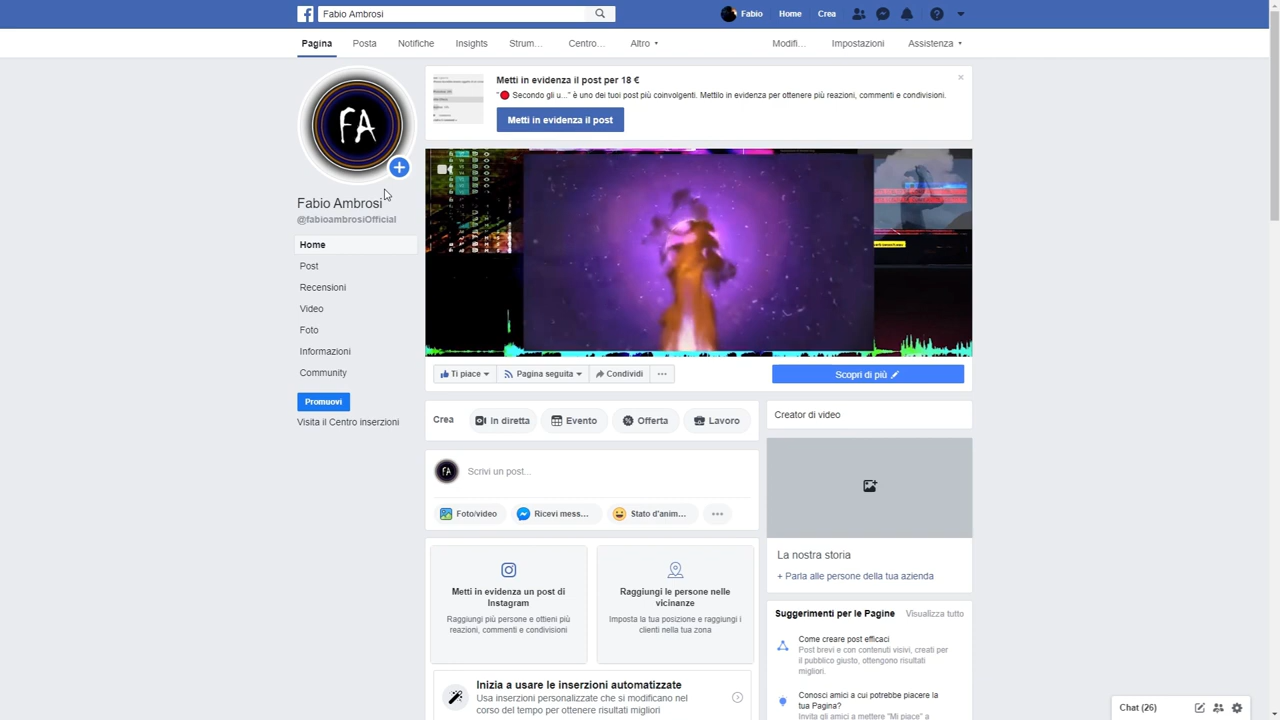 Fabio Ambrosi
Fabio
Home
Crea
Pagina
Posta
Notifiche
Insights
Strum...
Centro...
Altro
Modifi...
Impostazioni
Assistenza
FA
Fabio Ambrosi
@fabioambrosiOfficial
Home
Post
Recensioni
Video
Foto
Informazioni
Community
Promuovi
Visita il Centro inserzioni
Metti in evidenza il post per 18 €
"🔴 Secondo gli u..." è uno dei tuoi post più coinvolgenti. Mettilo in evidenza per ottenere più reazioni, commenti e condivisioni.
Metti in evidenza il post
Ti piace
Pagina seguita
Condividi
Scopri di più
Crea
In diretta
Evento
Offerta
Lavoro
FA
Scrivi un post...
Foto/video
Ricevi mess...
Stato d'anim...
Metti in evidenza un post di
Instagram
Raggiungi più persone e ottieni più
reazioni, commenti e condivisioni
Raggiungi le persone nelle
vicinanze
Imposta la tua posizione e raggiungi i
clienti nella tua zona
Inizia a usare le inserzioni automatizzate
Usa inserzioni personalizzate che si modificano nel
corso del tempo per ottenere risultati migliori
Creator di video
La nostra storia
+ Parla alle persone della tua azienda
Suggerimenti per le Pagine
Visualizza tutto
Come creare post efficaci
Post brevi e con contenuti visivi, creati per
il pubblico giusto, ottengono risultati
migliori.
Conosci amici a cui potrebbe piacere la
tua Pagina?
Invita gli amici a mettere "Mi piace" a
Chat (26)